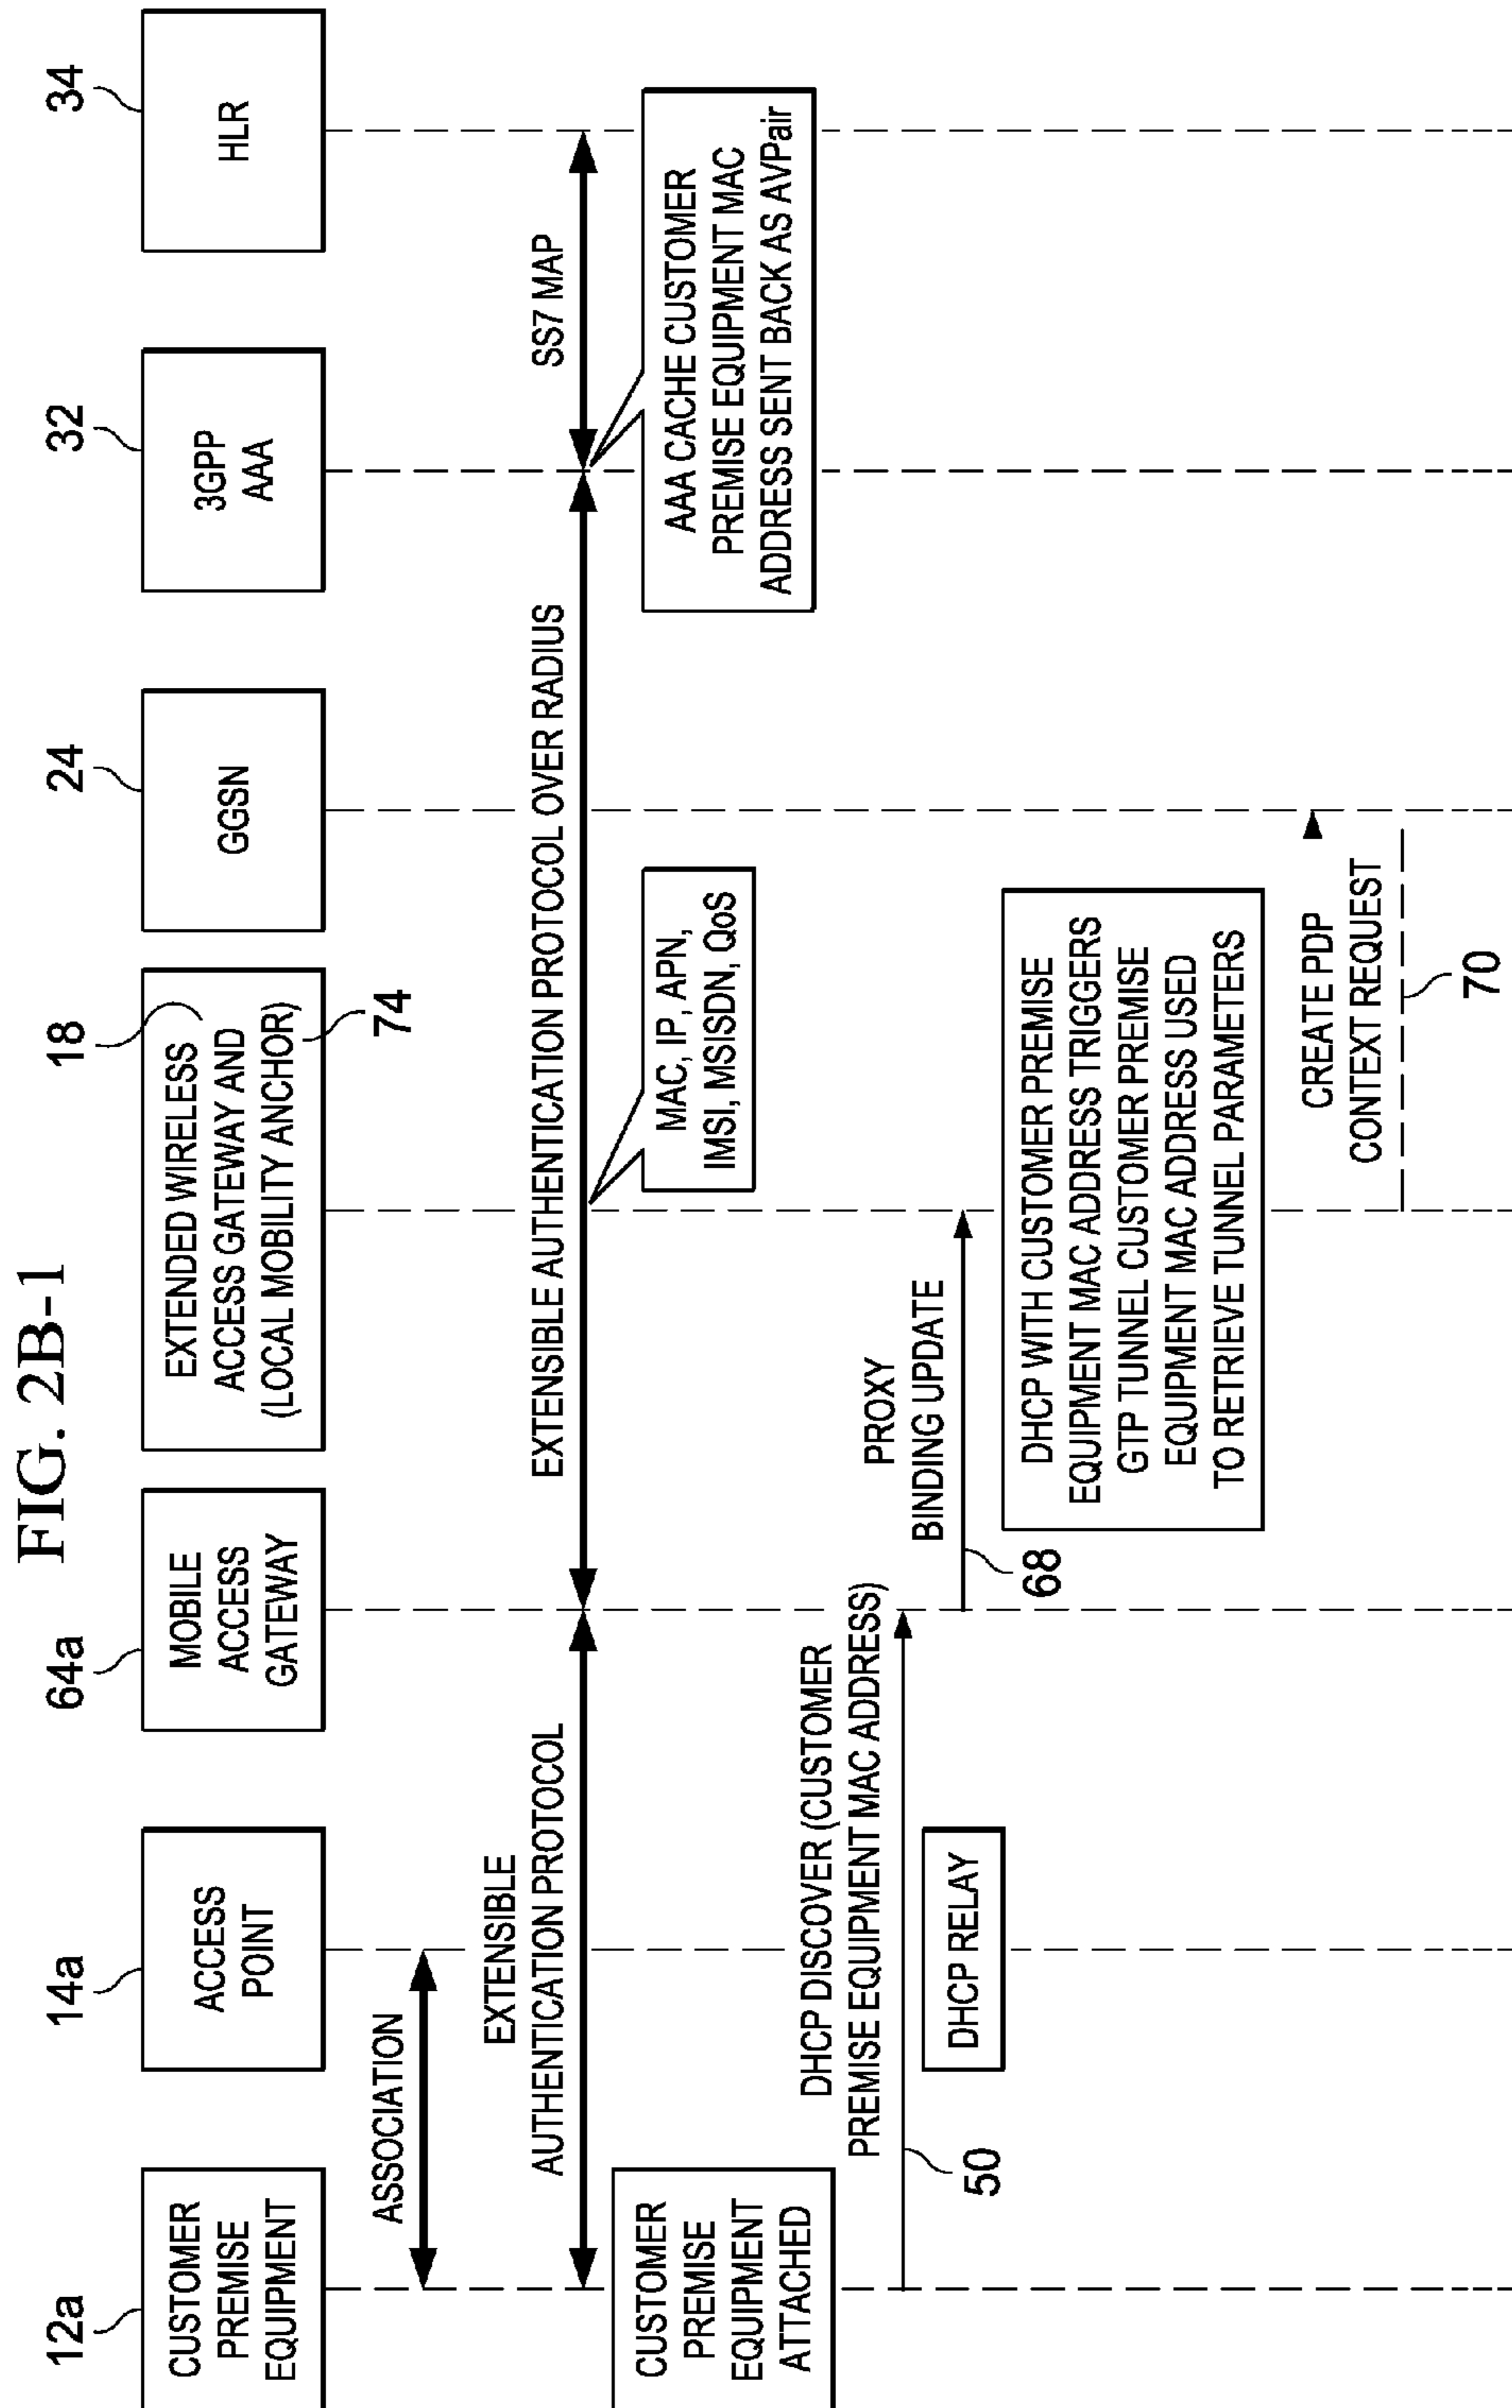 FIG. 2B-1
12a
14a
64a
18
24
32
34
CUSTOMER
PREMISE
EQUIPMENT
ACCESS
POINT
MOBILE
ACCESS
GATEWAY
EXTENDED WIRELESS
ACCESS GATEWAY AND
(LOCAL MOBILITY ANCHOR)
74
GGSN
3GPP
AAA
HLR
ASSOCIATION
EXTENSIBLE
AUTHENTICATION PROTOCOL
EXTENSIBLE AUTHENTICATION PROTOCOL OVER RADIUS
SS7 MAP
CUSTOMER
PREMISE
EQUIPMENT
ATTACHED
MAC, IP, APN,
IMSI, MSISDN, QoS
AAA CACHE CUSTOMER
PREMISE EQUIPMENT MAC
ADDRESS SENT BACK AS AVPair
DHCP DISCOVER (CUSTOMER
PREMISE EQUIPMENT MAC ADDRESS)
50
DHCP RELAY
PROXY
BINDING UPDATE
68
DHCP WITH CUSTOMER PREMISE
EQUIPMENT MAC ADDRESS TRIGGERS
GTP TUNNEL CUSTOMER PREMISE
EQUIPMENT MAC ADDRESS USED
TO RETRIEVE TUNNEL PARAMETERS
CREATE PDP
CONTEXT REQUEST
70